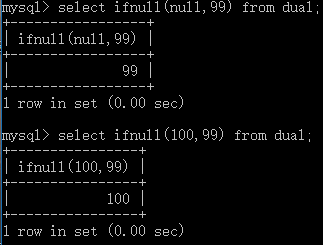 mysql> select ifnull(null,99) from dual;
+-----------------+
| ifnull(null,99) |
+-----------------+
|              99 |
+-----------------+
1 row in set (0.00 sec)
mysql> select ifnull(100,99) from dual;
+----------------+
| ifnull(100,99) |
+----------------+
|            100 |
+----------------+
1 row in set (0.00 sec)